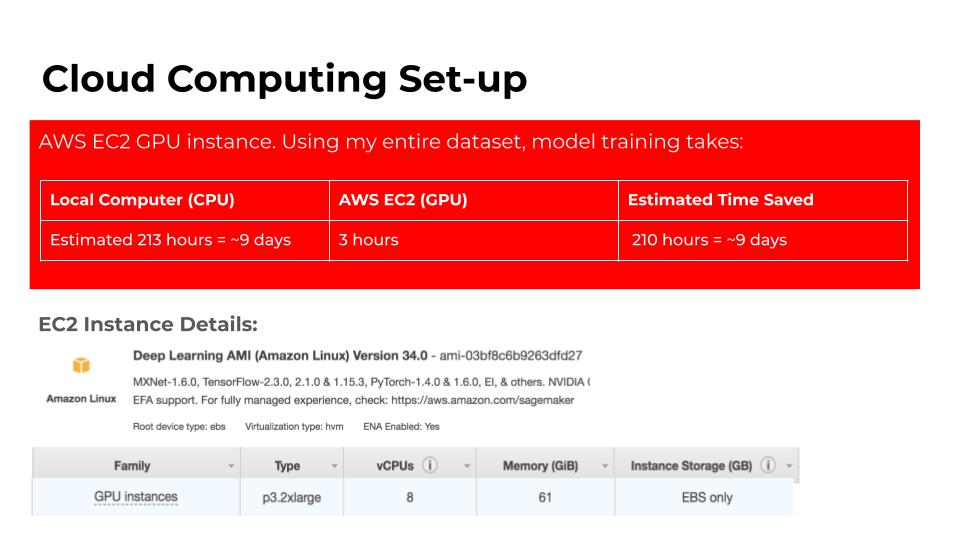 Cloud Computing Set-up
AWS EC2 GPU instance. Using my entire dataset, model training takes:
Local Computer (CPU) AWS EC2 (GPU) Estimated Time Saved
Estimated 213 hours = ~9 days 3 hours 210 hours = ~9 days
EC2 Instance Details:
Deep Learning AMI (Amazon Linux) Version 34.0 - ami-03bf8c6b9263dfd27
MXNet-1.6.0, TensorFlow-2.3.0, 2.1.0 & 1.15.3, PyTorch-1.4.0 & 1.6.0, EI, & others. NVIDIA
Amazon Linux EFA support. For fully managed experience, check: https://aws.amazon.com/sagemaker
Root device type: ebs Virtualization type: hvm ENA Enabled: Yes
Family Type vCPUs Memory (GiB) Instance Storage (GB)
GPU instances p3.2xlarge 8 61 EBS only